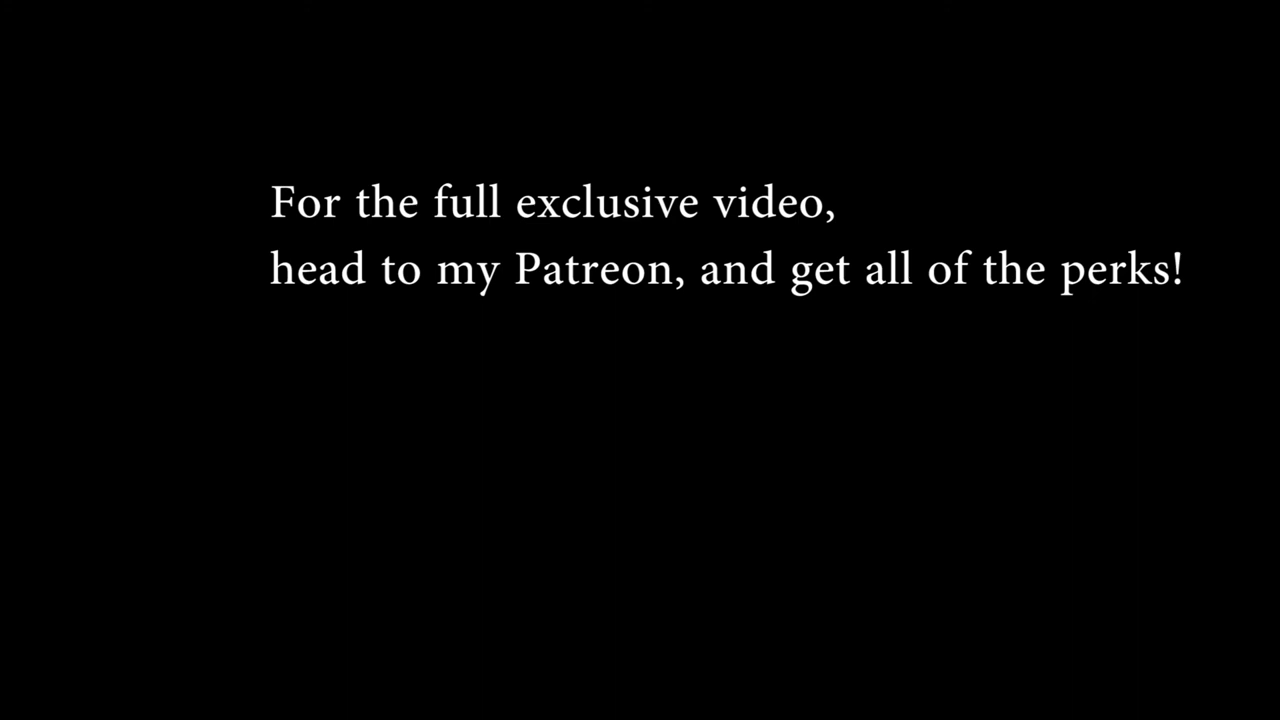 For the full exclusive video,
head to my Patreon, and get all of the perks!